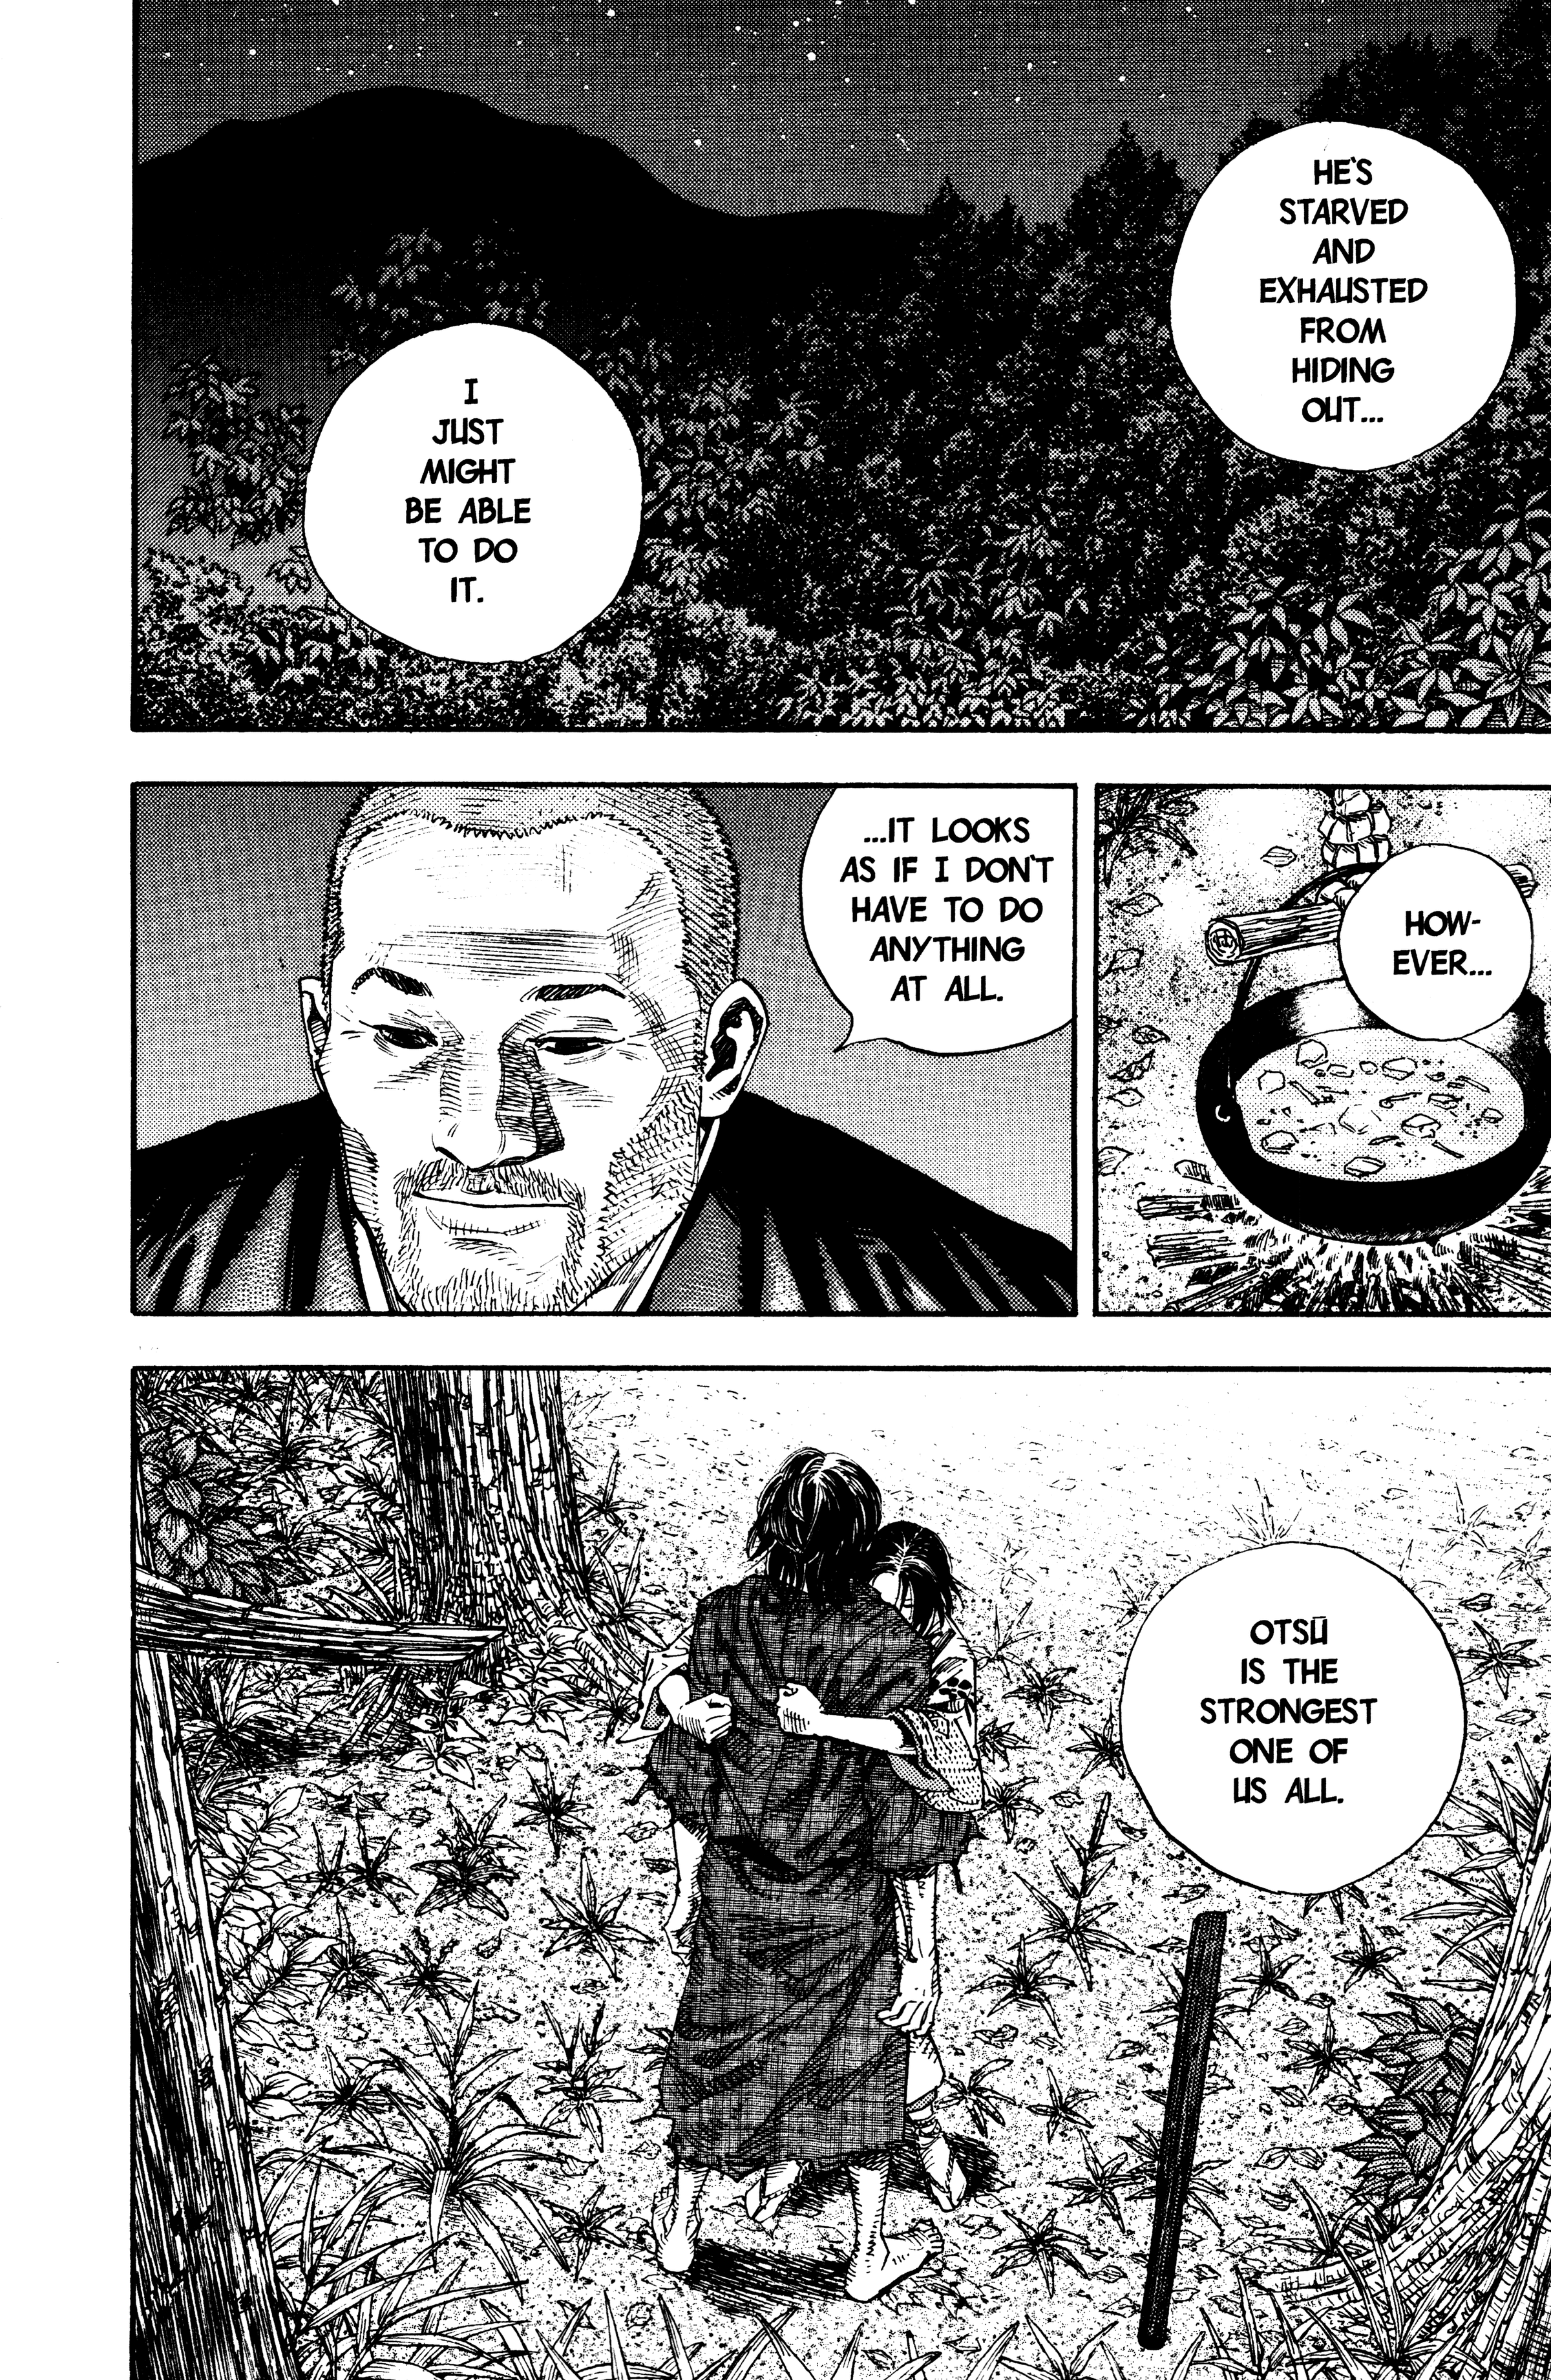 HE'S
STARVED
AND
EXHAUSTED
FROM
HIDING
OUT...
I
JUST
MIGHT
BE ABLE
TO DO
IT.
HOW-
EVER...
...IT LOOKS
AS IF I DON'T
HAVE TO DO
ANYTHING
AT ALL.
OTSŪ
IS THE
STRONGEST
ONE OF
US ALL.